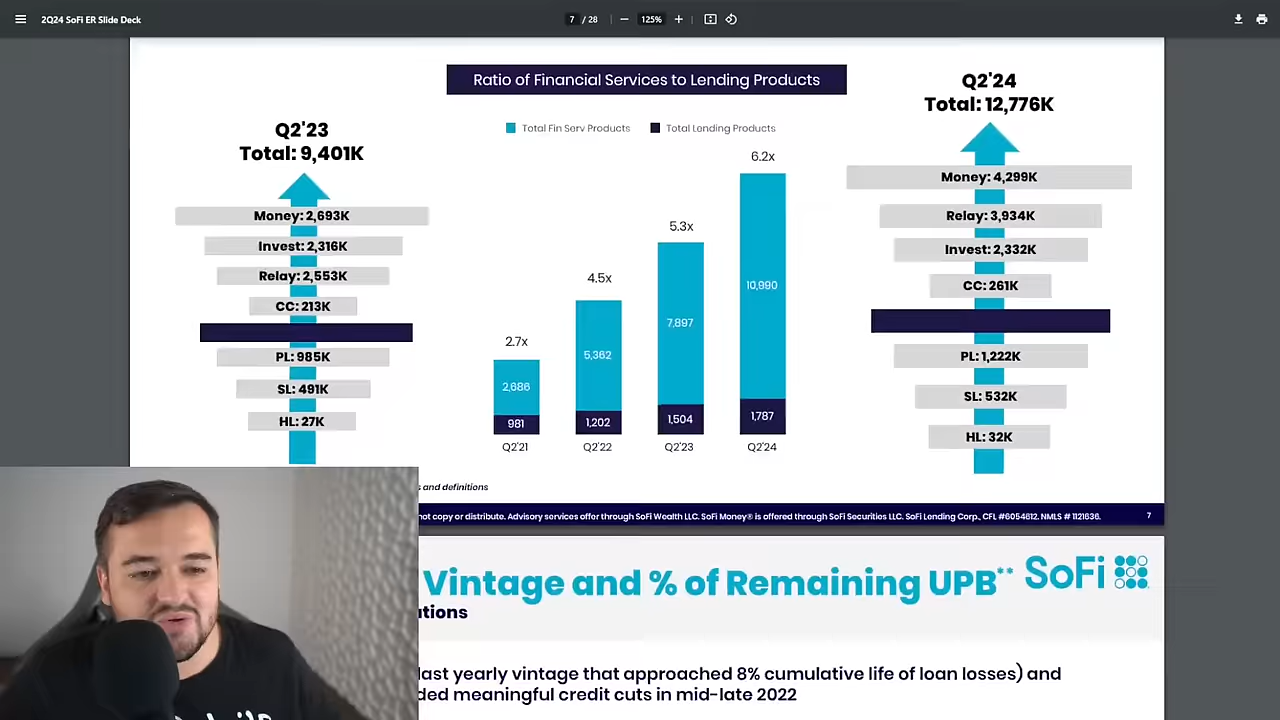 2Q24 SoFi ER Slide Deck
7 / 28
125%
Ratio of Financial Services to Lending Products
Total Fin Serv Products
Total Lending Products
Q2'23
Total: 9,401K
Money: 2,693K
Invest: 2,316K
Relay: 2,553K
CC: 213K
PL: 985K
SL: 491K
HL: 27K
2.7x
2,686
981
Q2'21
4.5x
5,362
1,202
Q2'22
5.3x
7,897
1,504
Q2'23
6.2x
10,990
1,787
Q2'24
Q2'24
Total: 12,776K
Money: 4,299K
Relay: 3,934K
Invest: 2,332K
CC: 261K
PL: 1,222K
SL: 532K
HL: 32K
and definitions
not copy or distribute. Advisory services offer through SoFi Wealth LLC. SoFi Money® is offered through SoFi Securities LLC. SoFi Lending Corp., CFL #6054612. NMLS # 1121636.
7
Vintage and % of Remaining UPB**
SoFi
last yearly vintage that approached 8% cumulative life of loan losses) and
meaningful credit cuts in mid-late 2022